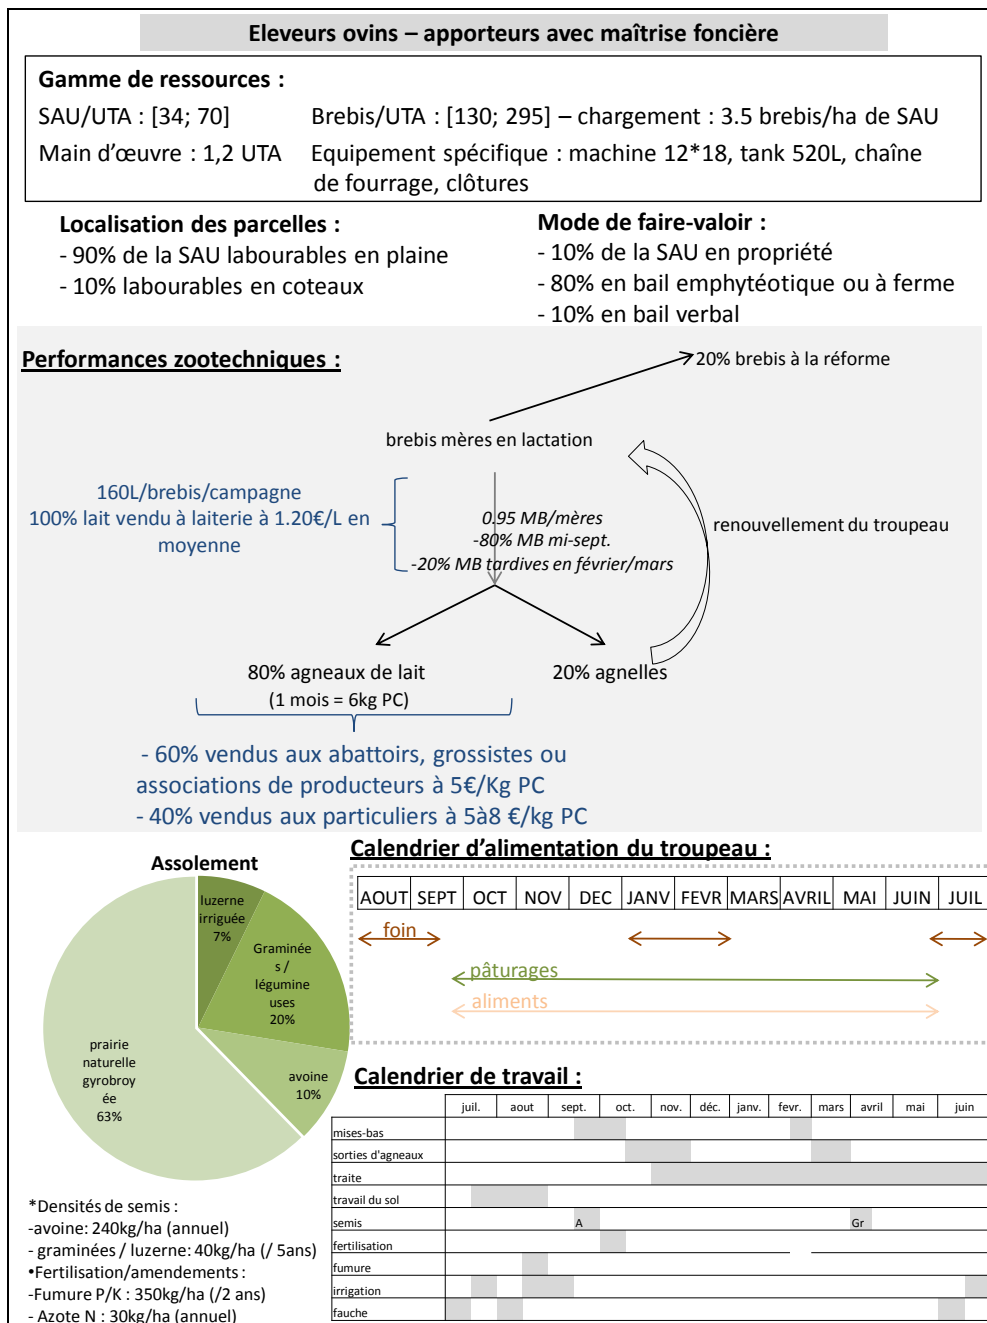 Eleveurs ovins – apporteurs avec maîtrise foncière
Gamme de ressources :
SAU/UTA : [34; 70]
Brebis/UTA : [130; 295] – chargement : 3.5 brebis/ha de SAU
Main d'œuvre : 1,2 UTA
Equipement spécifique : machine 12*18, tank 520L, chaîne
de fourrage, clôtures
Localisation des parcelles :
- 90% de la SAU labourables en plaine
- 10% labourables en coteaux
Mode de faire-valoir :
- 10% de la SAU en propriété
- 80% en bail emphytéotique ou à ferme
- 10% en bail verbal
Performances zootechniques :
20% brebis à la réforme
brebis mères en lactation
160L/brebis/campagne
100% lait vendu à laiterie à 1.20€/L en
moyenne
0.95 MB/mères
-80% MB mi-sept.
-20% MB tardives en février/mars
renouvellement du troupeau
80% agneaux de lait
(1 mois = 6kg PC)
20% agnelles
- 60% vendus aux abattoirs, grossistes ou
associations de producteurs à 5€/Kg PC
- 40% vendus aux particuliers à 5à8 €/kg PC
Assolement
luzerne
irriguée
7%
Graminée
s /
légumine
uses
20%
avoine
10%
prairie
naturelle
gyrobroy
ée
63%
Calendrier d'alimentation du troupeau :
AOUT SEPT OCT NOV DEC JANV FEVR MARS AVRIL MAI JUIN JUIL
foin
pâturages
aliments
Calendrier de travail :
juil. aout sept. oct. nov. déc. janv. fevr. mars avril mai juin
mises-bas
sorties d'agneaux
traite
travail du sol
semis A Gr
fertilisation
fumure
irrigation
fauche
*Densités de semis :
-avoine: 240kg/ha (annuel)
- graminées / luzerne: 40kg/ha (/ 5ans)
•Fertilisation/amendements :
-Fumure P/K : 350kg/ha (/2 ans)
- Azote N : 30kg/ha (annuel)